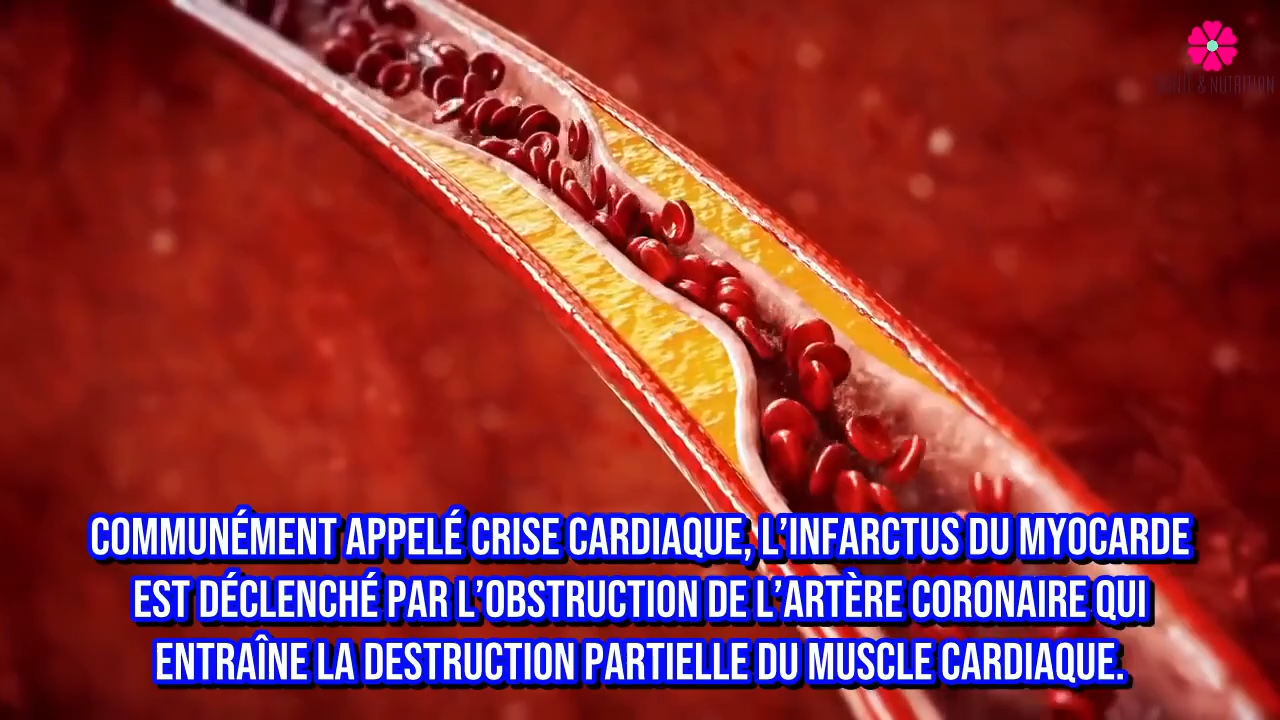 & NUTRITION
COMMUNÉMENT APPELÉ CRISE CARDIAQUE, L’INFARCTUS DU MYOCARDE
EST DÉCLENCHÉ PAR L’OBSTRUCTION DE L’ARTÈRE CORONAIRE QUI
ENTRAÎNE LA DESTRUCTION PARTIELLE DU MUSCLE CARDIAQUE.